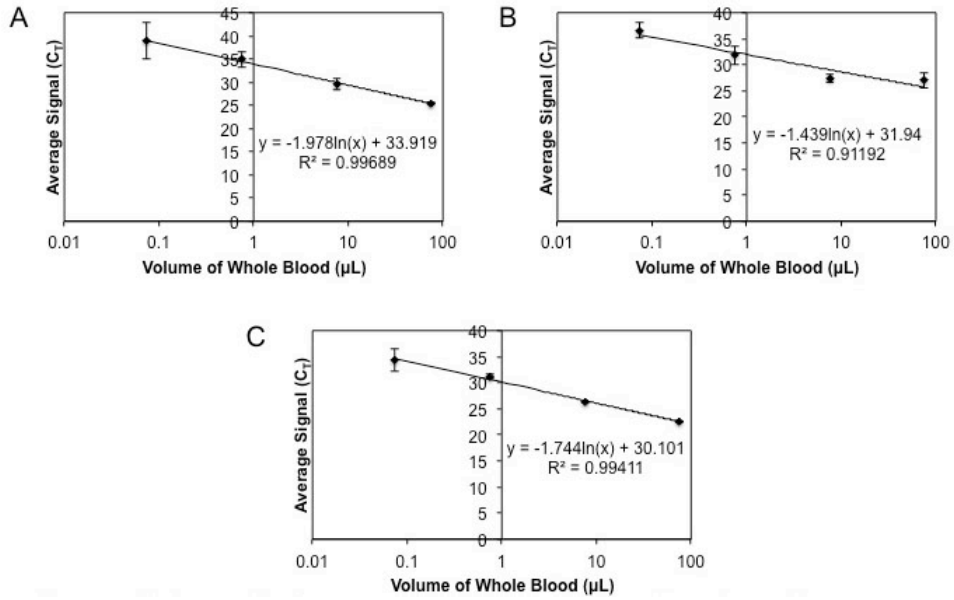 A
Average Signal (CT)
45
40
35
30
25
20
15
10
5
0
y = -1.978ln(x) + 33.919
R² = 0.99689
0.01 0.1 1 10 100
Volume of Whole Blood (µL)
B
Average Signal (CT)
40
35
30
25
20
15
10
5
0
y = -1.439ln(x) + 31.94
R² = 0.91192
0.01 0.1 1 10 100
Volume of Whole Blood (µL)
C
Average Signal (CT)
40
35
30
25
20
15
10
5
0
y = -1.744ln(x) + 30.101
R² = 0.99411
0.01 0.1 1 10 100
Volume of Whole Blood (µL)